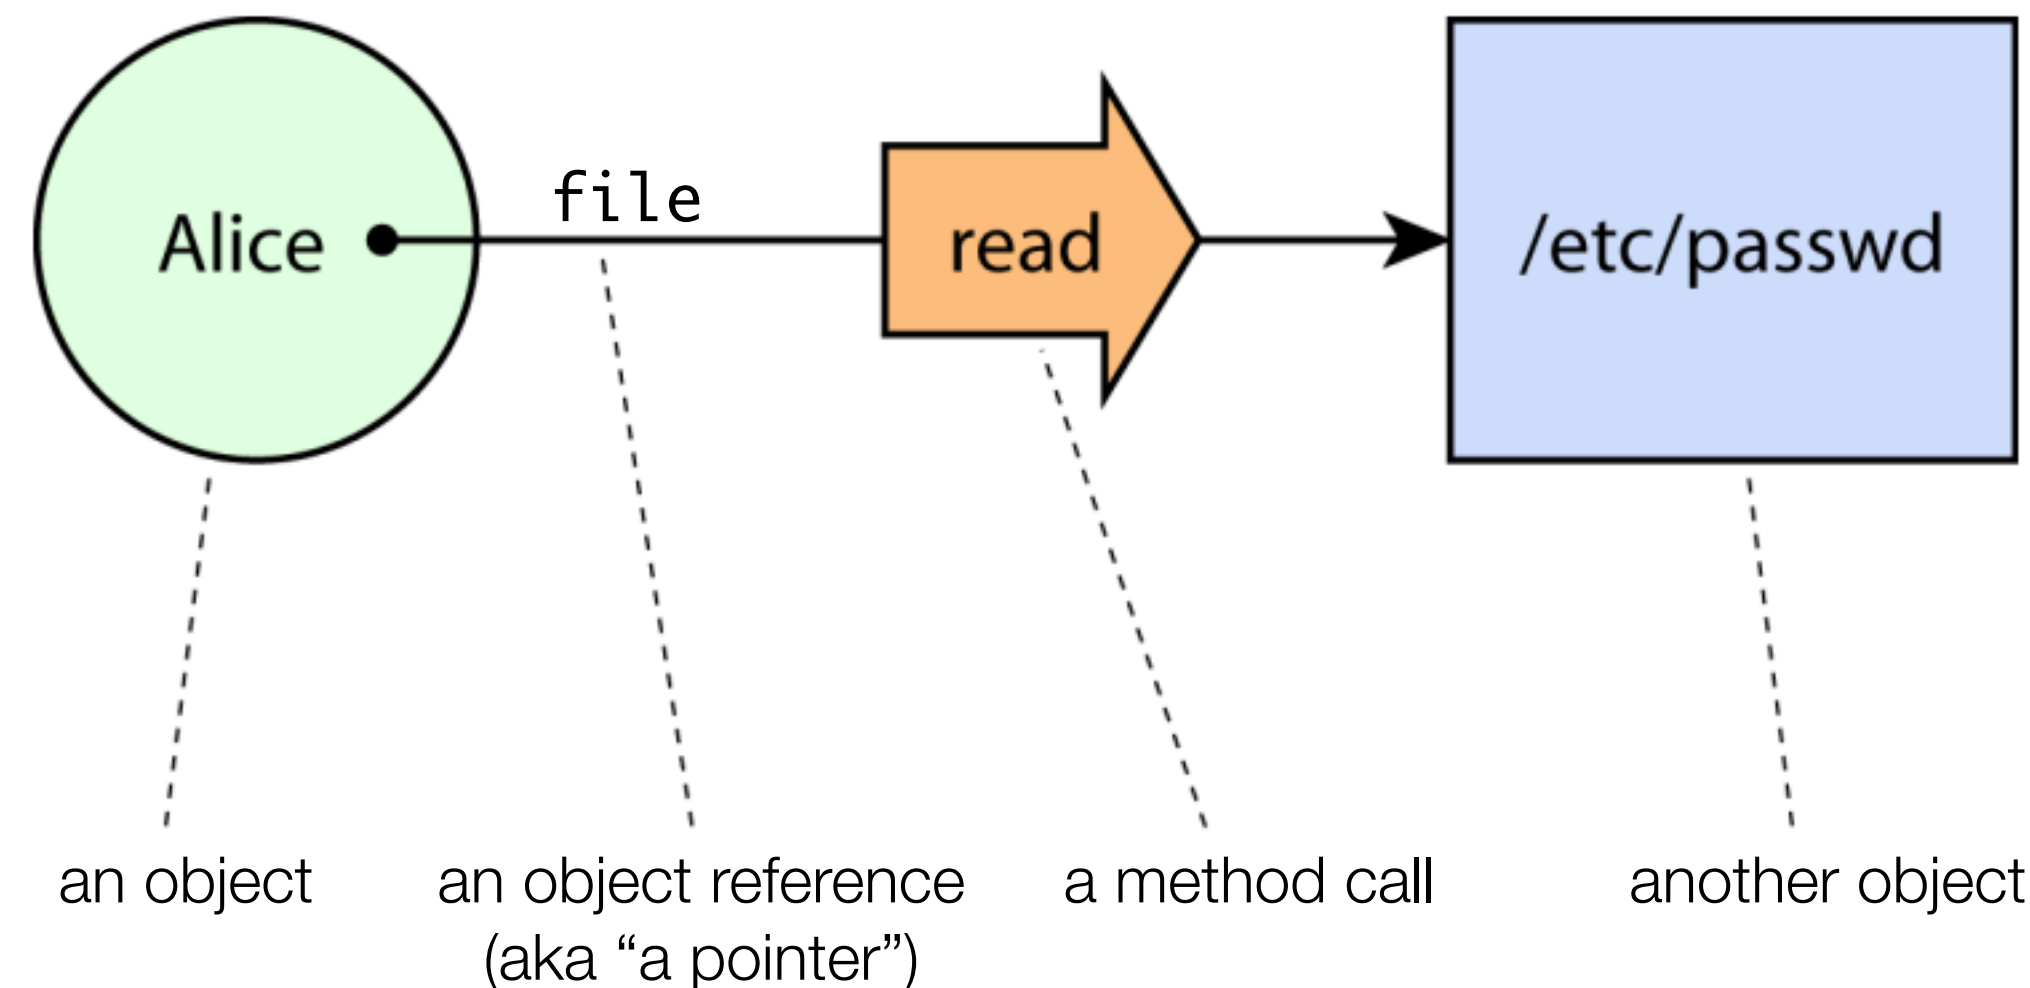 Alice
file
read
/etc/passwd
an object
an object reference
(aka “a pointer”)
a method call
another object